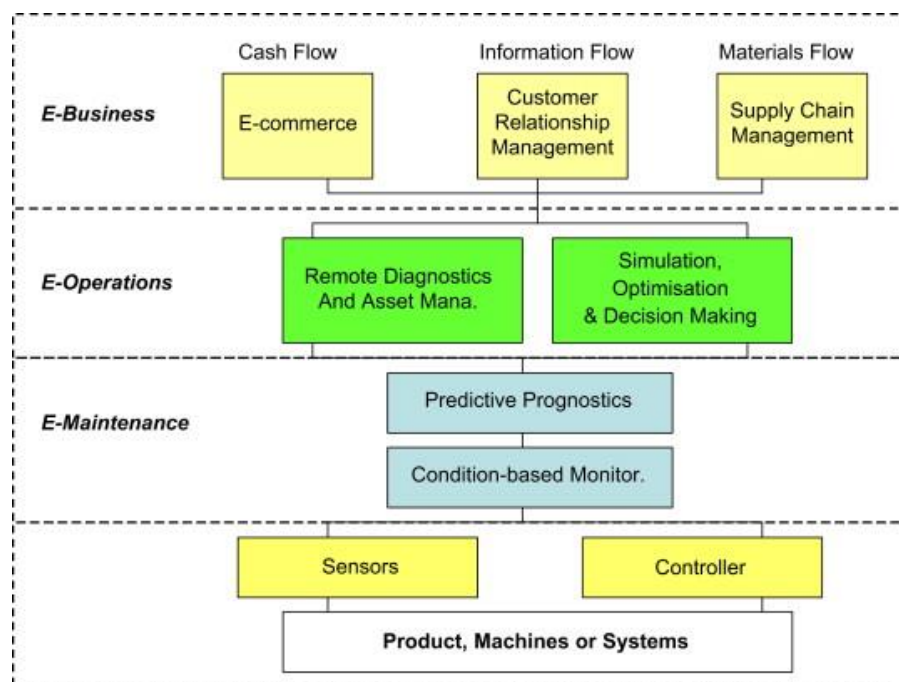 Cash Flow
Information Flow
Materials Flow
E-Business
E-commerce
Customer
Relationship
Management
Supply Chain
Management
E-Operations
Remote Diagnostics
And Asset Mana.
Simulation,
Optimisation
& Decision Making
E-Maintenance
Predictive Prognostics
Condition-based Monitor.
Sensors
Controller
Product, Machines or Systems